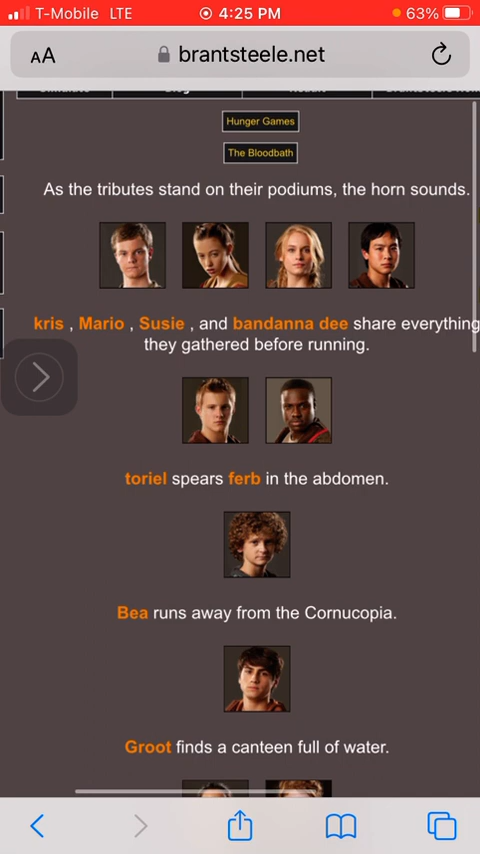 T-Mobile LTE 4:25 PM 63%
AA brantsteele.net
Hunger Games
The Bloodbath
As the tributes stand on their podiums, the horn sounds.
kris , Mario , Susie , and bandanna dee share everything
they gathered before running.
toriel spears ferb in the abdomen.
Bea runs away from the Cornucopia.
Groot finds a canteen full of water.